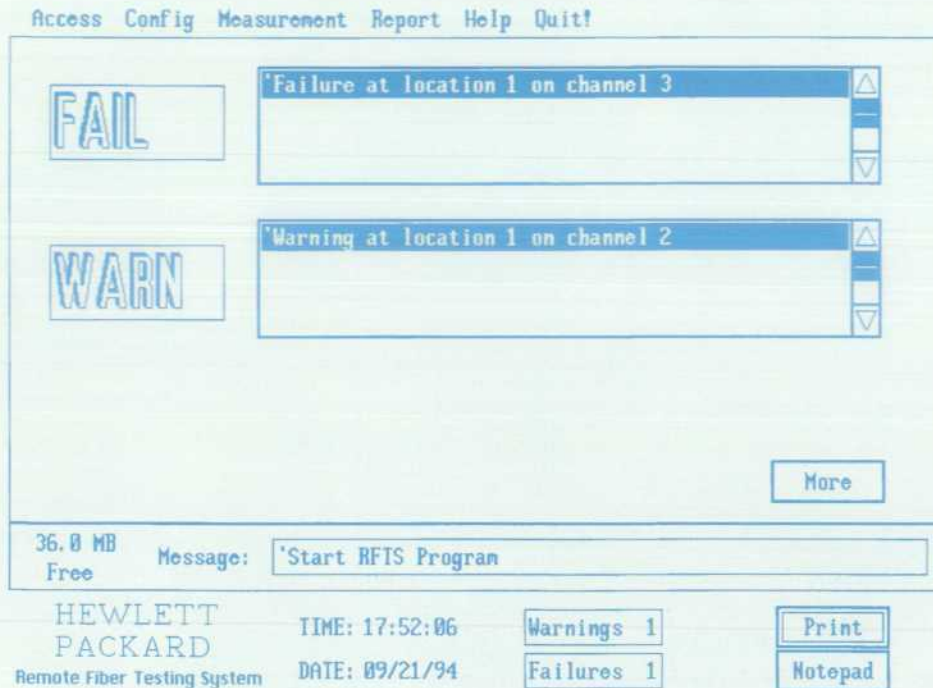 Access Config Measurement Report Help Quit!
FAIL
'Failure at location 1 on channel 3
WARN
'Warning at location 1 on channel 2
More
36.0 MB
Free
Message:
'Start RFTS Program
HEWLETT
PACKARD
Remote Fiber Testing System
TIME: 17:52:06
DATE: 09/21/94
Warnings 1
Failures 1
Print
Notepad